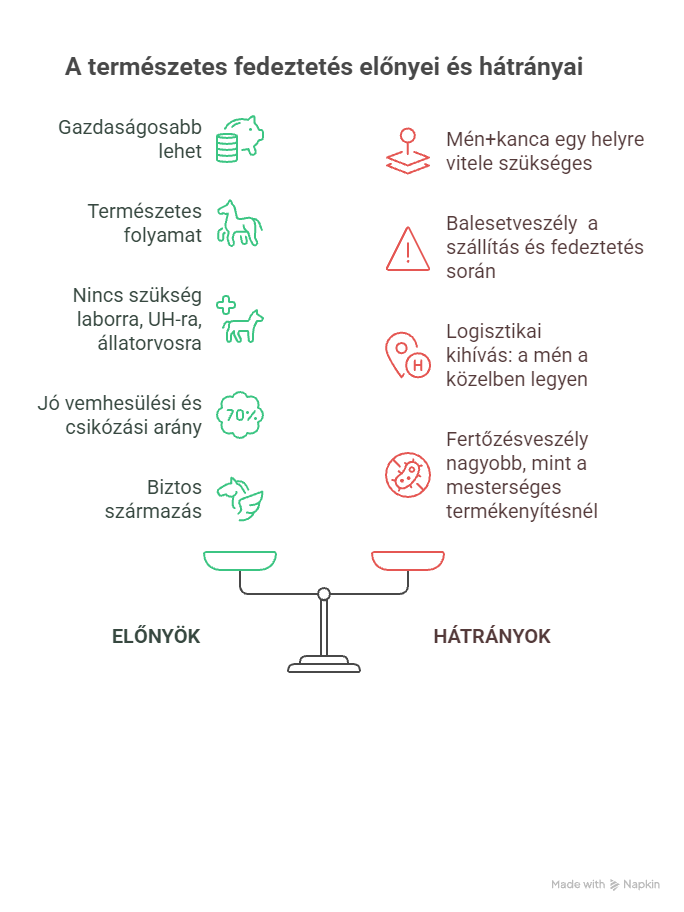 A természetes fedeztetés előnyei és hátrányai
Gazdaságosabb
lehet
Természetes
folyamat
Nincs szükség
laborra, UH-ra,
állatorvosra
Jó vemhesülési és
csikózási arány
70%
Biztos
származás
Mén+kanca egy helyre
vitele szükséges
Balesetveszély  a
szállítás és fedeztetés
során
Logisztikai
kihívás: a mén a
közelben legyen
H
Fertőzésveszély
nagyobb, mint a
mesterséges
termékenyítésnél
ELŐNYÖK
HÁTRÁNYOK
Made with Napkin